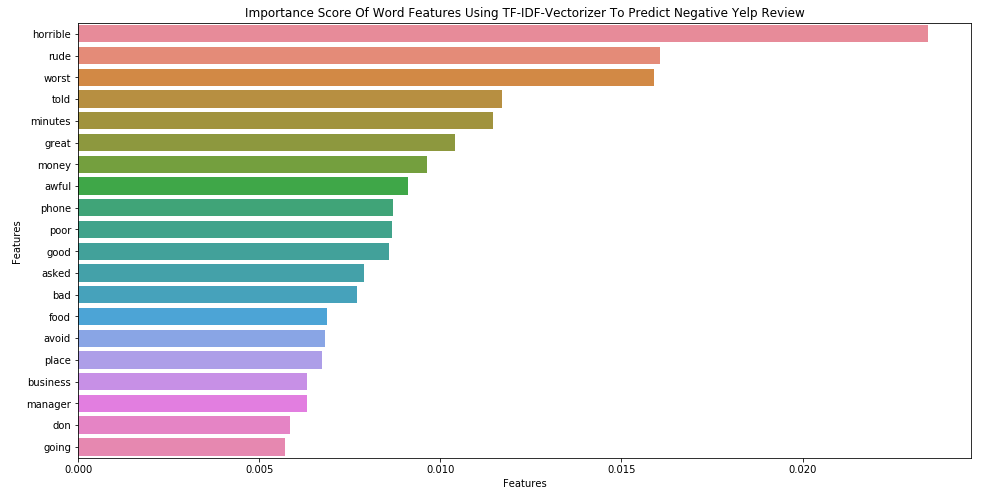 Importance Score Of Word Features Using TF-IDF-Vectorizer To Predict Negative Yelp Review
horrible
rude
worst
told
minutes
great
money
awful
phone
poor
good
asked
bad
food
avoid
place
business
manager
don
going
Features
0.000 0.005 0.010 0.015 0.020
Features